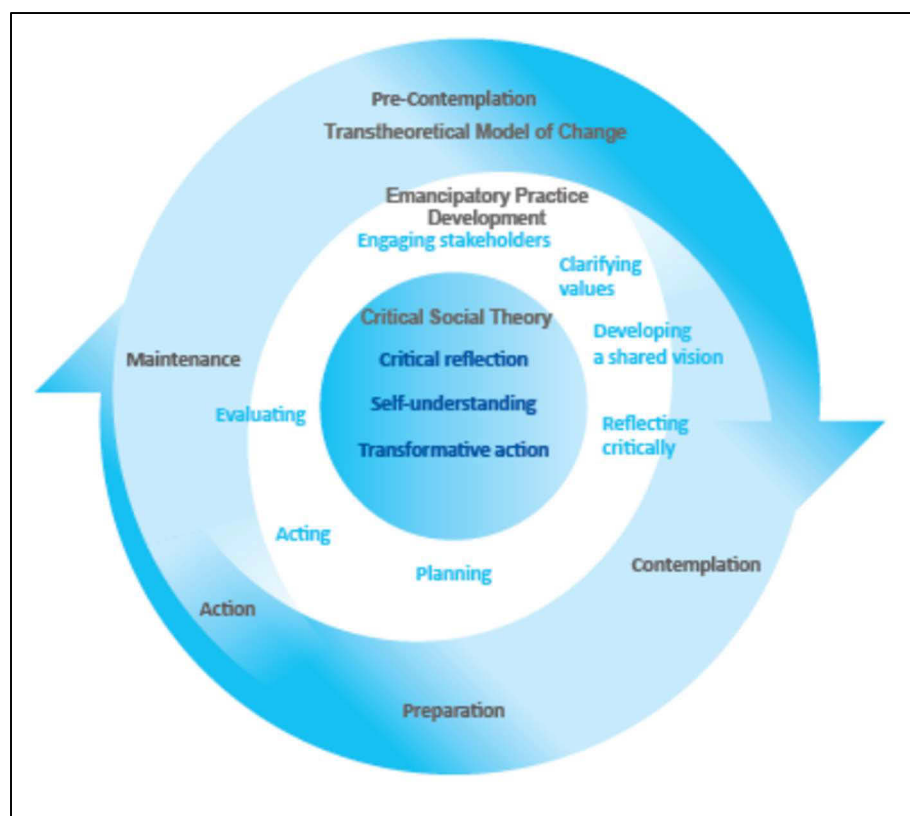 Pre-Contemplation
Transtheoretical Model of Change
Emancipatory Practice
Development
Engaging stakeholders
Clarifying
values
Critical Social Theory
Developing
a shared vision
Critical reflection
Maintenance
Self-understanding
Evaluating
Reflecting
critically
Transformative action
Acting
Planning
Contemplation
Action
Preparation